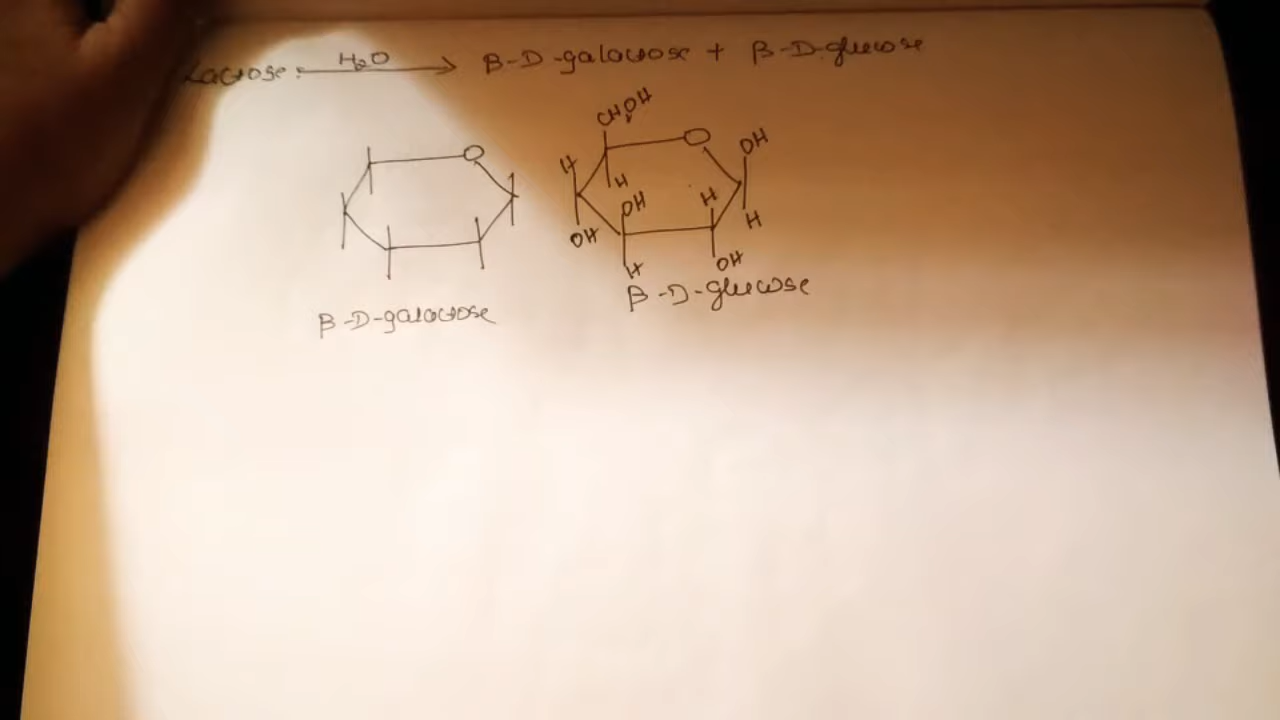 Lactose: H₂O → β-D-galactose + β-D-glucose
CH₂OH
O
O
OH
H
H
OH
H
OH
H
OH
H
β-D-glucose
β-D-galactose